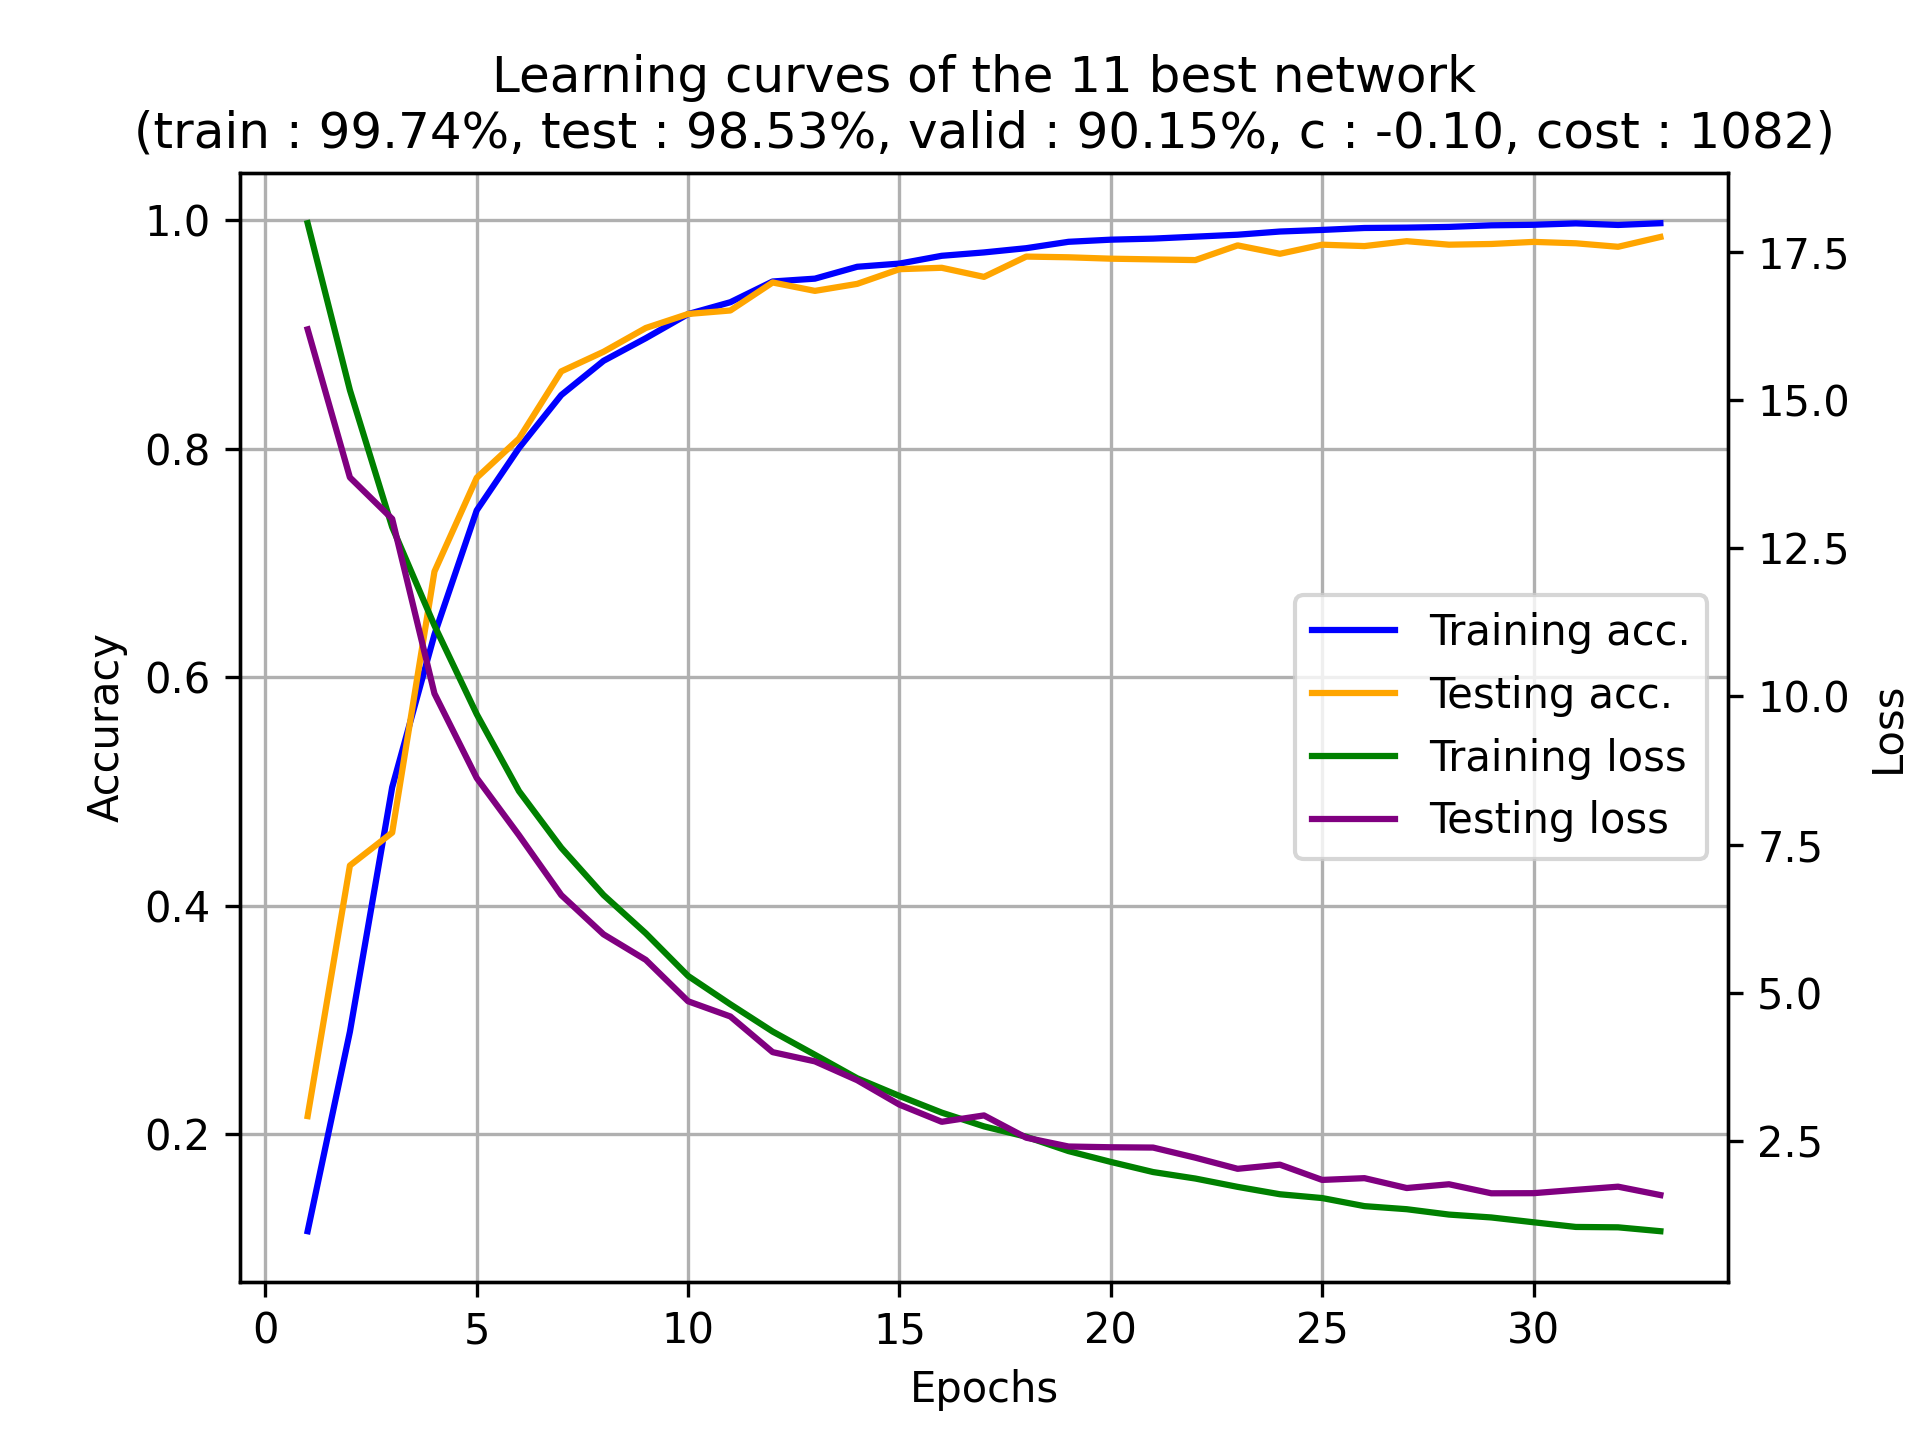 Learning curves of the 11 best network
(train : 99.74%, test : 98.53%, valid : 90.15%, c : -0.10, cost : 1082)
1.0
0.8
0.6
0.4
0.2
Accuracy
17.5
15.0
12.5
10.0
7.5
5.0
2.5
Loss
Training acc.
Testing acc.
Training loss
Testing loss
0 5 10 15 20 25 30
Epochs